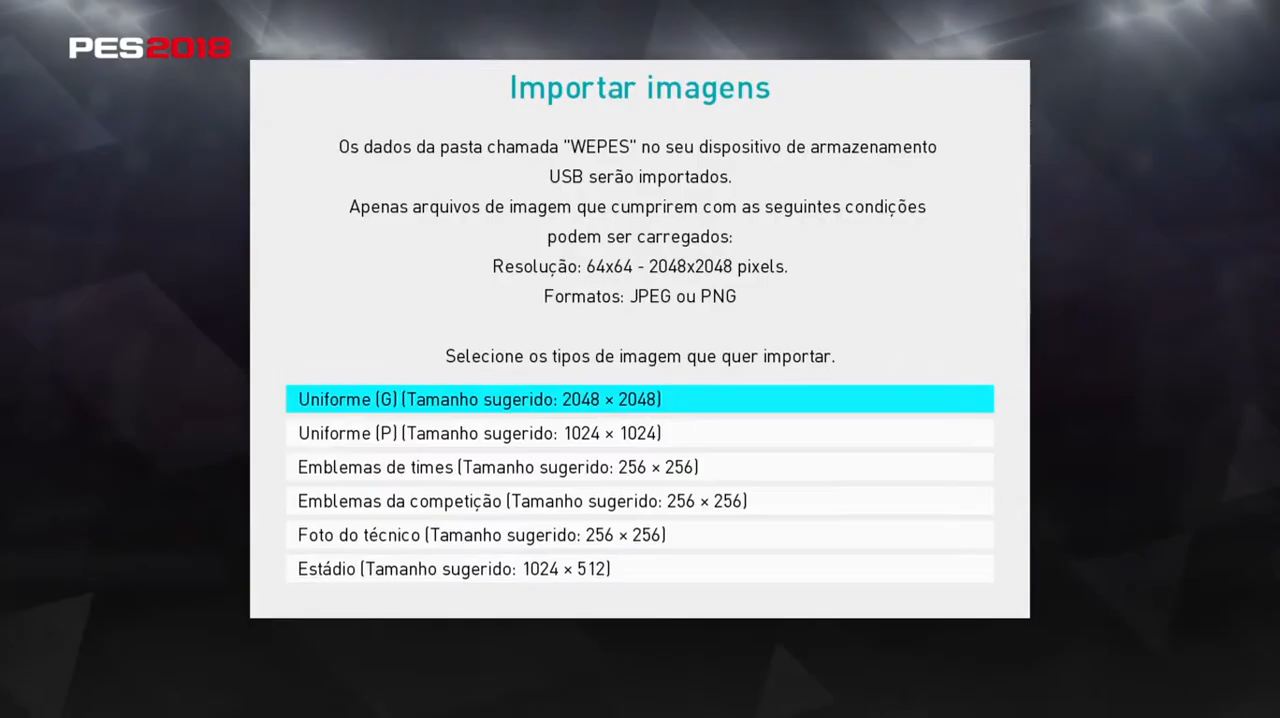 PES2018
Importar imagens
Os dados da pasta chamada "WEPES" no seu dispositivo de armazenamento
USB serão importados.
Apenas arquivos de imagem que cumprirem com as seguintes condições
podem ser carregados:
Resolução: 64x64 - 2048x2048 pixels.
Formatos: JPEG ou PNG
Selecione os tipos de imagem que quer importar.
Uniforme (G) (Tamanho sugerido: 2048 × 2048)
Uniforme (P) (Tamanho sugerido: 1024 × 1024)
Emblemas de times (Tamanho sugerido: 256 × 256)
Emblemas da competição (Tamanho sugerido: 256 × 256)
Foto do técnico (Tamanho sugerido: 256 × 256)
Estádio (Tamanho sugerido: 1024 × 512)